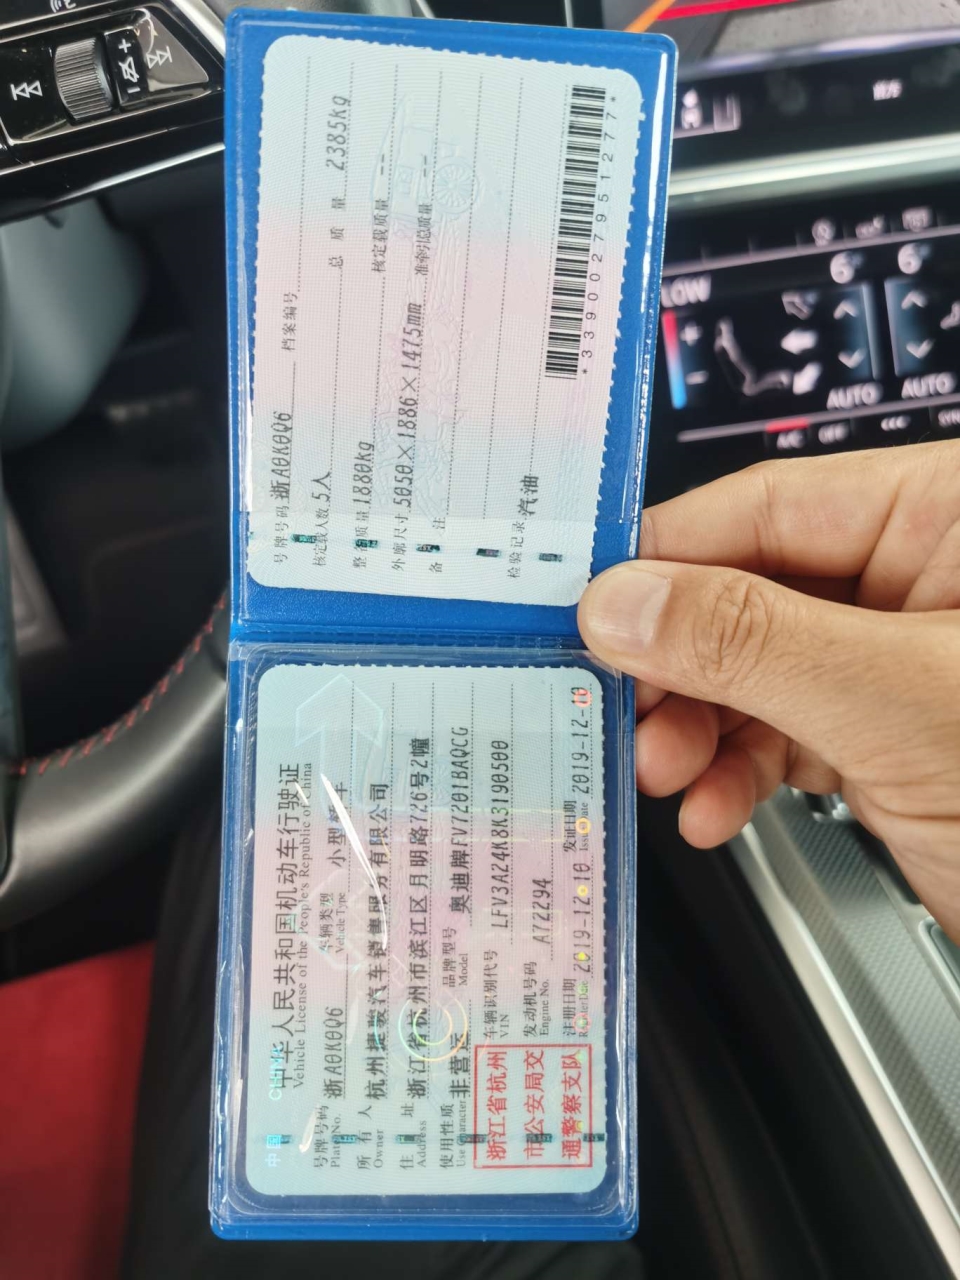 中华人民共和国机动车行驶证
Vehicle License of the People's Republic of China
号牌号码 浙A0K0Q6 车辆类型 小型轿车
Plate No. Vehicle Type
所有人 杭州捷骏汽车销售服务有限公司
Owner
住址 浙江省杭州市滨江区月明路726号2幢
Address
使用性质 非营运 品牌型号 奥迪牌FV7201BAQCG
Use Character Model
浙江省杭州
市公安局交
通警察支队
车辆识别代号 LFV3A24K8K3190500
VIN
发动机号码 A72294
Engine No.
注册日期 2019-12-10 发证日期 2019-12-10
Register Date Issue Date
中国 CHINA
号牌号码 浙A0K0Q6 档案编号
核定载人数 5人 总质量 2385kg
整备质量 1880kg 核定载质量 --
外廓尺寸 5050×1886×1475mm 准牵引总质量 --
备注
检验记录 汽油
*3390027951277*
LOW
6
6
AUTO
AUTO
A/C
OFF